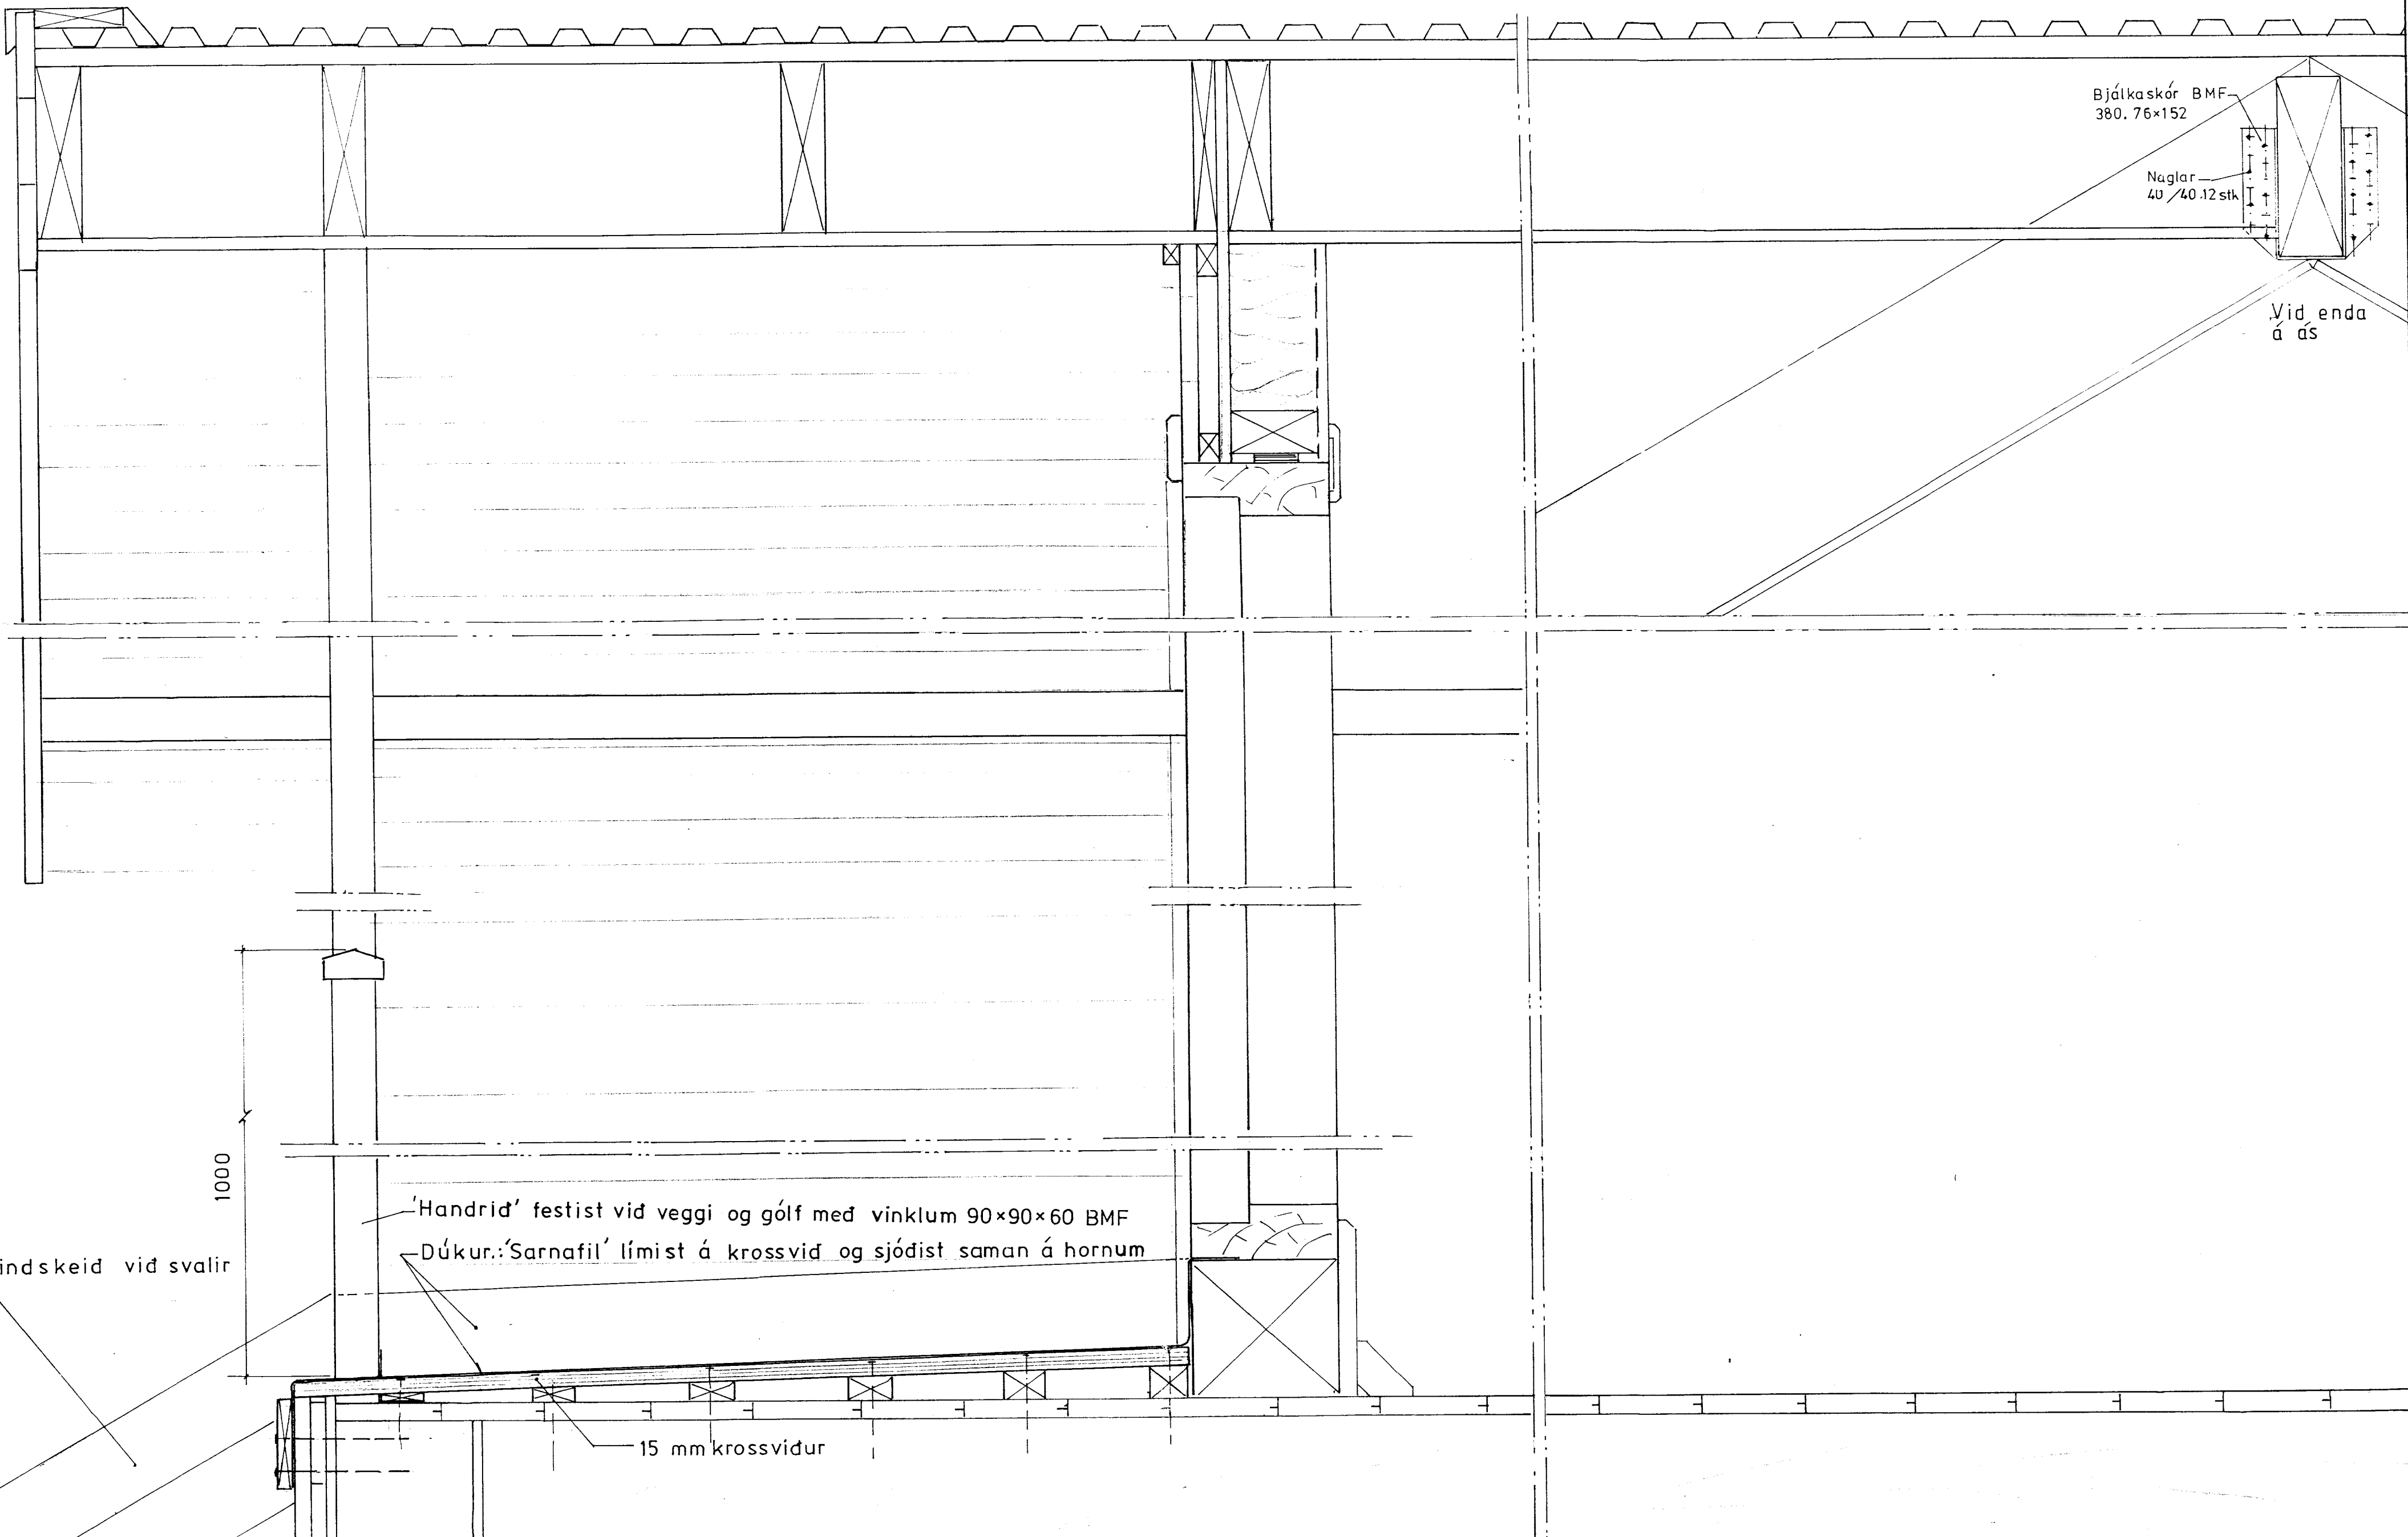 Bjálkaskór BMF
380. 76×152
Naglar
40/40.12 stk
Vid enda
á ás
1000
'Handrið' festist við veggi og gólf með vinklum 90×90×60 BMF
Dúkur.:'Sarnafil' límist á krossvið og sjóðist saman á hornum
indskeið við svalir
15 mm krossviður